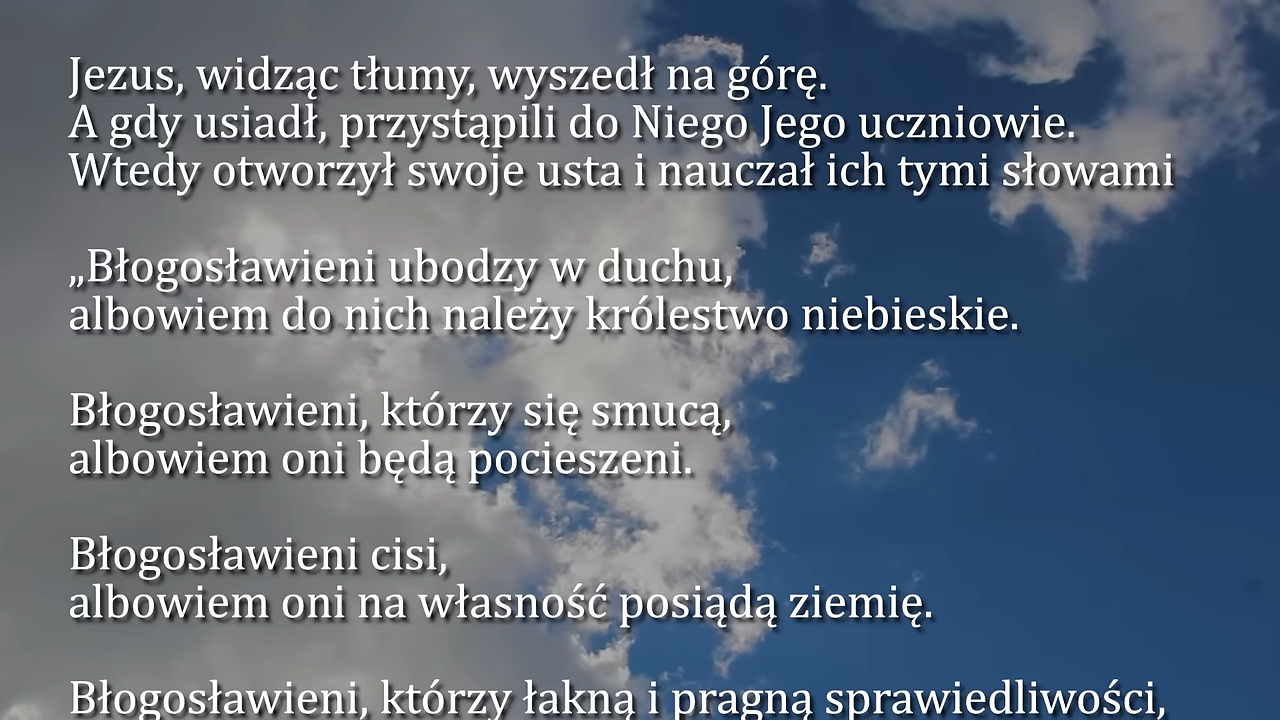 Jezus, widząc tłumy, wyszedł na górę.
A gdy usiadł, przystąpili do Niego Jego uczniowie.
Wtedy otworzył swoje usta i nauczał ich tymi słowami
„Błogosławieni ubodzy w duchu,
albowiem do nich należy królestwo niebieskie.
Błogosławieni, którzy się smucą,
albowiem oni będą pocieszeni.
Błogosławieni cisi,
albowiem oni na własność posiądą ziemię.
Błogosławieni, którzy łakną i pragną sprawiedliwości,